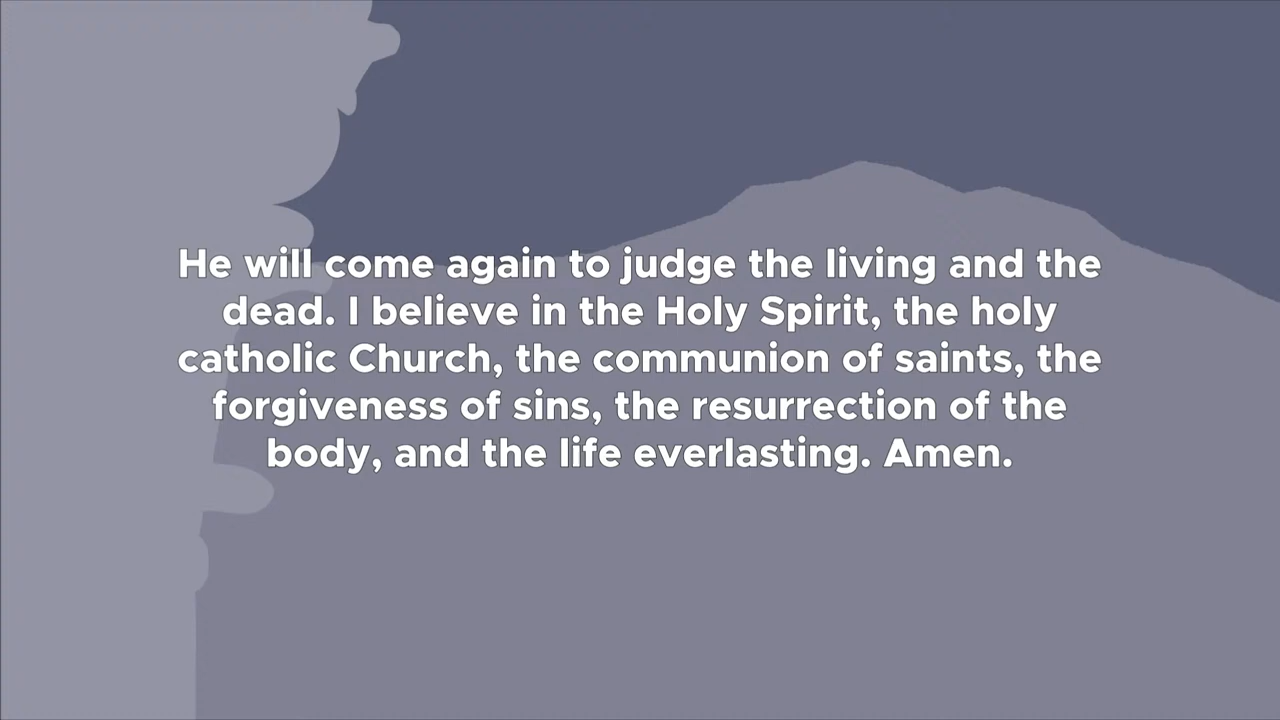 He will come again to judge the living and the
dead. I believe in the Holy Spirit, the holy
catholic Church, the communion of saints, the
forgiveness of sins, the resurrection of the
body, and the life everlasting. Amen.